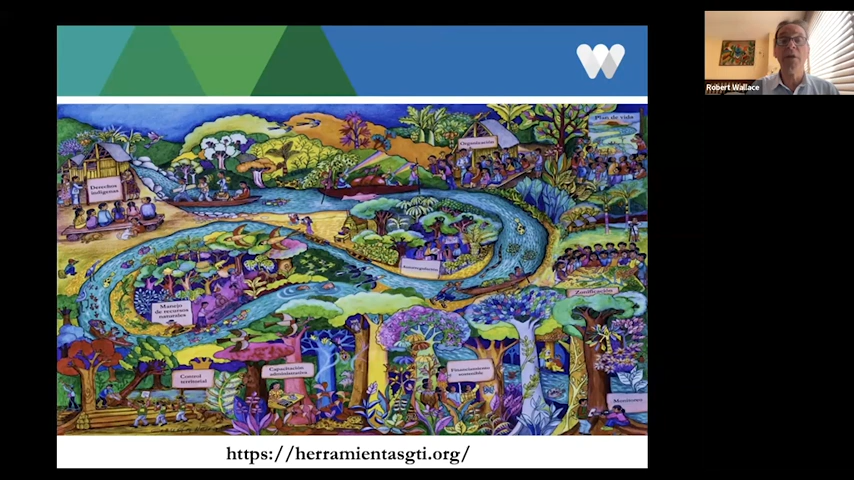 Robert Wallace
Plan de vida
Organización
Derechos
indígenas
Zonificación
Manejo
de recursos
naturales
Control
territorial
Capacitación
administrativa
Financiamiento
sostenible
Monitoreo
https://herramientasgti.org/